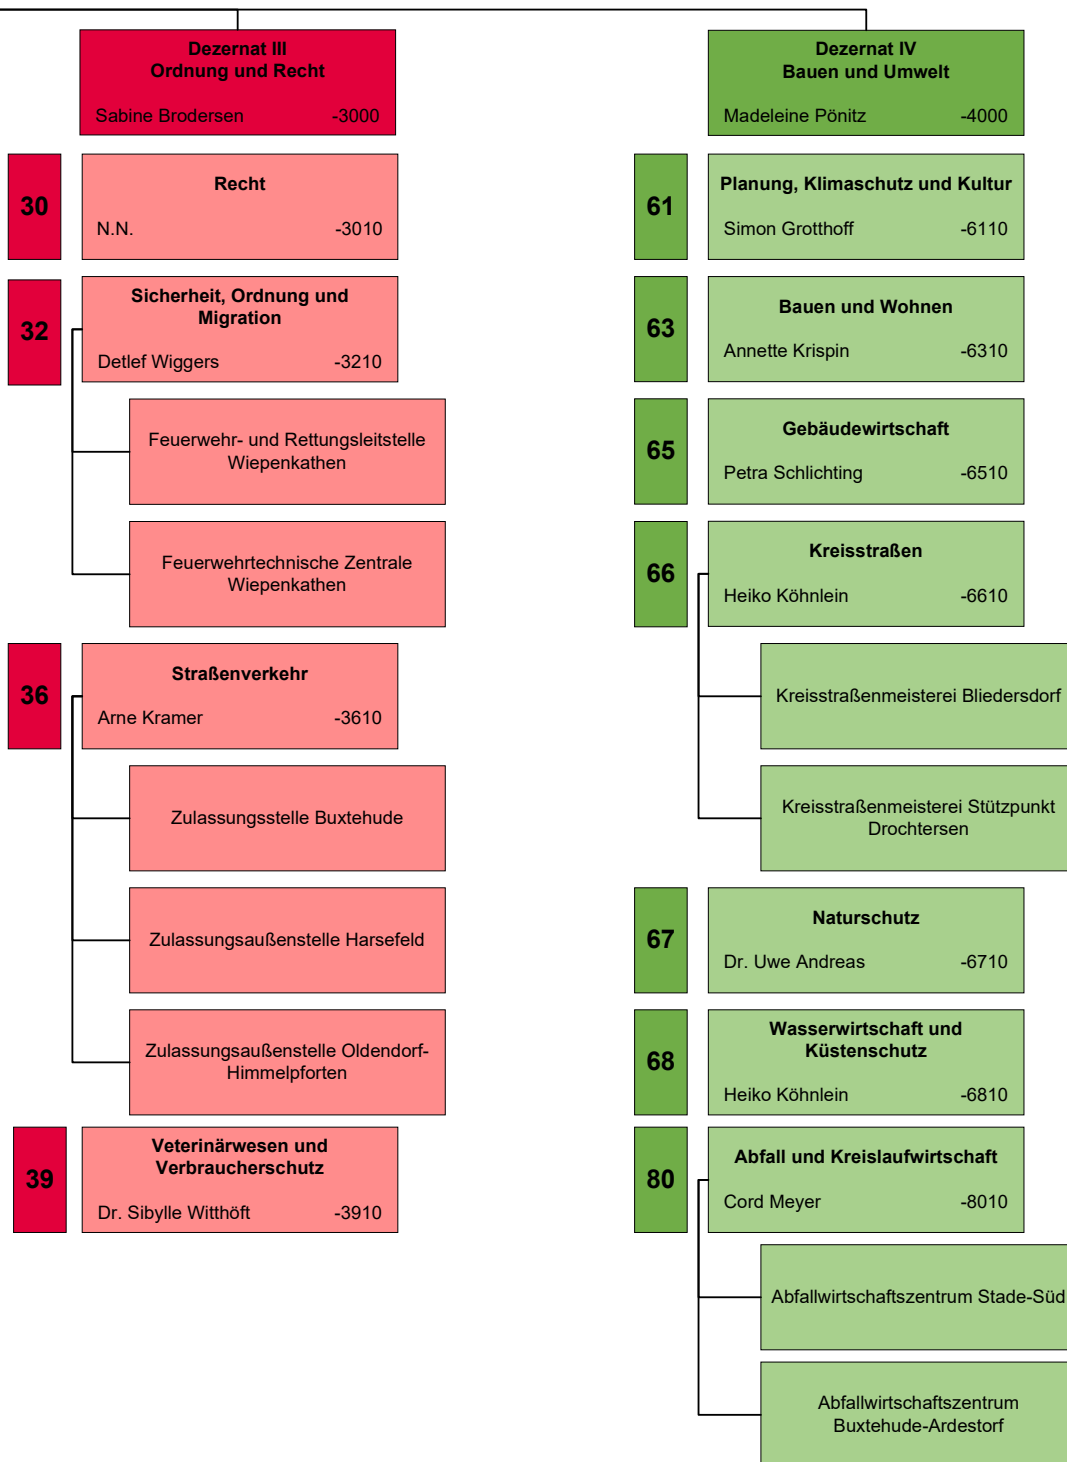 Dezernat III
Ordnung und Recht
Sabine Brodersen -3000
30
Recht
N.N. -3010
32
Sicherheit, Ordnung und
Migration
Detlef Wiggers -3210
Feuerwehr- und Rettungsleitstelle
Wiepenkathen
Feuerwehrtechnische Zentrale
Wiepenkathen
36
Straßenverkehr
Arne Kramer -3610
Zulassungsstelle Buxtehude
Zulassungsaußenstelle Harsefeld
Zulassungsaußenstelle Oldendorf-
Himmelpforten
39
Veterinärwesen und
Verbraucherschutz
Dr. Sibylle Witthöft -3910
Dezernat IV
Bauen und Umwelt
Madeleine Pönitz -4000
61
Planung, Klimaschutz und Kultur
Simon Grotthoff -6110
63
Bauen und Wohnen
Annette Krispin -6310
65
Gebäudewirtschaft
Petra Schlichting -6510
66
Kreisstraßen
Heiko Köhnlein -6610
Kreisstraßenmeisterei Bliedersdorf
Kreisstraßenmeisterei Stützpunkt
Drochtersen
67
Naturschutz
Dr. Uwe Andreas -6710
68
Wasserwirtschaft und
Küstenschutz
Heiko Köhnlein -6810
80
Abfall und Kreislaufwirtschaft
Cord Meyer -8010
Abfallwirtschaftszentrum Stade-Süd
Abfallwirtschaftszentrum
Buxtehude-Ardestorf